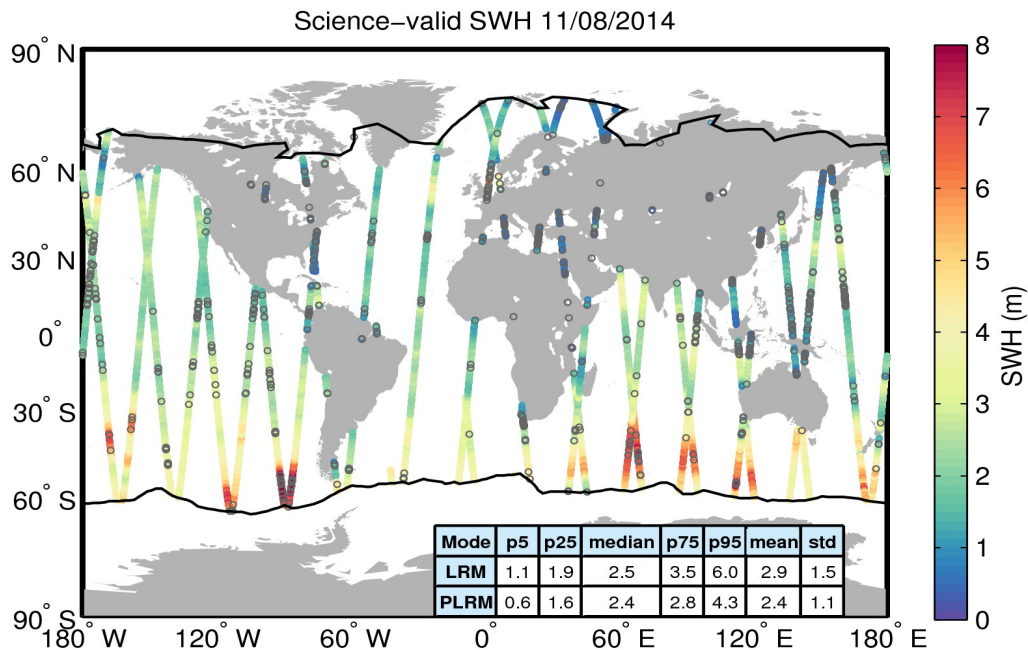 Science−valid SWH 11/08/2014
90° N
60° N
30° N
0°
30° S
60° S
90° S
180° W
120° W
60° W
0°
60° E
120° E
180° E
Mode p5 p25 median p75 p95 mean std
LRM 1.1 1.9 2.5 3.5 6.0 2.9 1.5
PLRM 0.6 1.6 2.4 2.8 4.3 2.4 1.1
8
7
6
5
4
3
2
1
0
SWH (m)